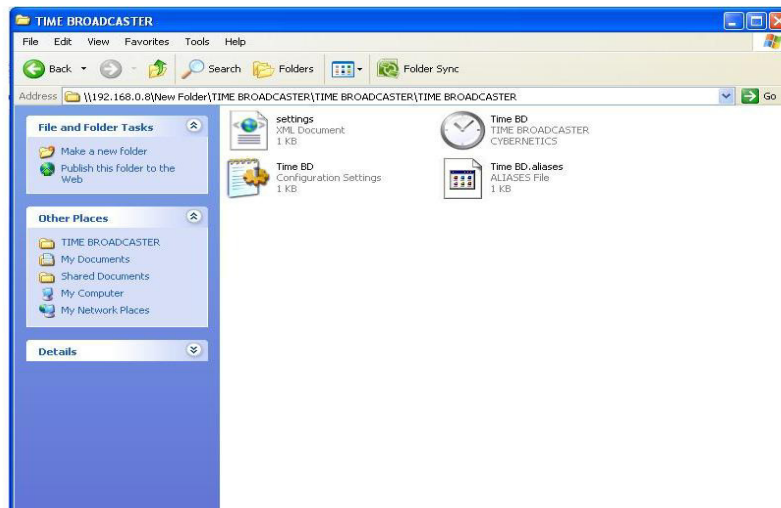 TIME BROADCASTER
File Edit View Favorites Tools Help
Back Search Folders Folder Sync
Address \\192.168.0.8\New Folder\TIME BROADCASTER\TIME BROADCASTER\TIME BROADCASTER Go
File and Folder Tasks
Make a new folder
Publish this folder to the
Web
Other Places
TIME BROADCASTER
My Documents
Shared Documents
My Computer
My Network Places
Details
settings
XML Document
1 KB
Time BD
TIME BROADCASTER
CYBERNETICS
Time BD
Configuration Settings
1 KB
Time BD.aliases
ALIASES File
1 KB